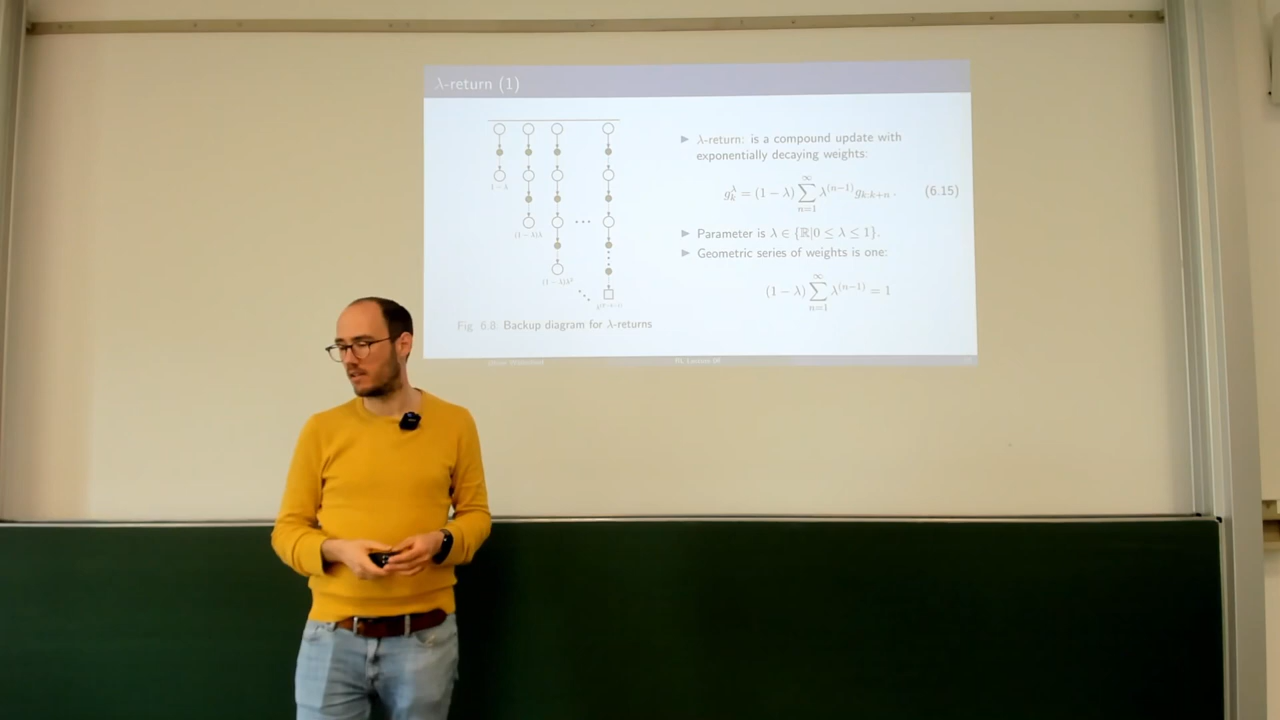 λ-return (1)
1 − λ
(1 − λ)λ
(1 − λ)λ²
Fig. 6.8: Backup diagram for λ-returns
▶ λ-return: is a compound update with
exponentially decaying weights:
g_k^λ = (1 − λ) ∑_{n=1}^{∞} λ^{(n−1)} g_{k:k+n} . (6.15)
▶ Parameter is λ ∈ {ℝ|0 ≤ λ ≤ 1}.
▶ Geometric series of weights is one:
(1 − λ) ∑_{n=1}^{∞} λ^{(n−1)} = 1